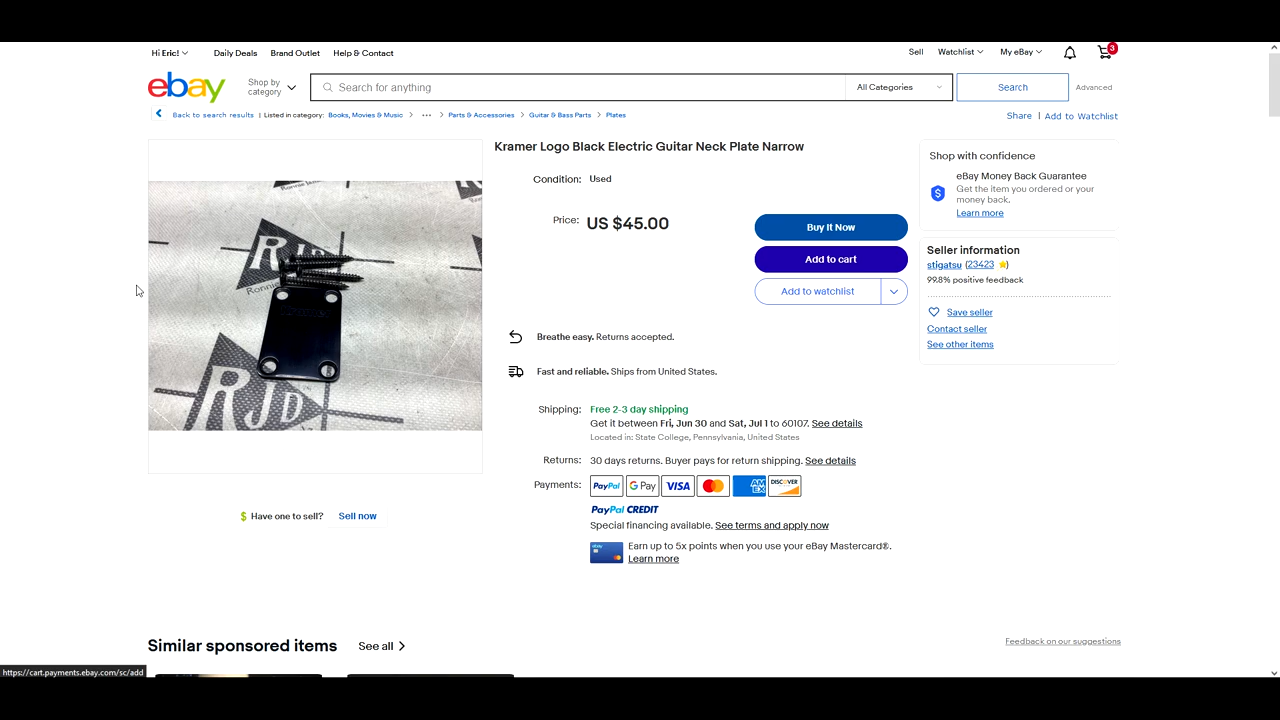 Hi Eric!
Daily Deals
Brand Outlet
Help & Contact
Sell
Watchlist
My eBay
3
ebay
Shop by category
Search for anything
All Categories
Search
Advanced
Back to search results | Listed in category: Books, Movies & Music > ... > Parts & Accessories > Guitar & Bass Parts > Plates
Share | Add to Watchlist
RJD
Ronnie
RJD
Kramer Logo Black Electric Guitar Neck Plate Narrow
Condition: Used
Price: US $45.00
Buy It Now
Add to cart
Add to watchlist
Breathe easy. Returns accepted.
Fast and reliable. Ships from United States.
Shipping: Free 2-3 day shipping
Get it between Fri, Jun 30 and Sat, Jul 1 to 60107. See details
Located in: State College, Pennsylvania, United States
Returns: 30 days returns. Buyer pays for return shipping. See details
Payments: PayPal G Pay VISA AM EX DISCOVER
PayPal CREDIT
Special financing available. See terms and apply now
Earn up to 5x points when you use your eBay Mastercard®.
Learn more
Shop with confidence
eBay Money Back Guarantee
Get the item you ordered or your
money back.
Learn more
Seller information
stigatsu (23423)
99.8% positive feedback
Save seller
Contact seller
See other items
$ Have one to sell? Sell now
Similar sponsored items See all >
Feedback on our suggestions
https://cart.payments.ebay.com/sc/add